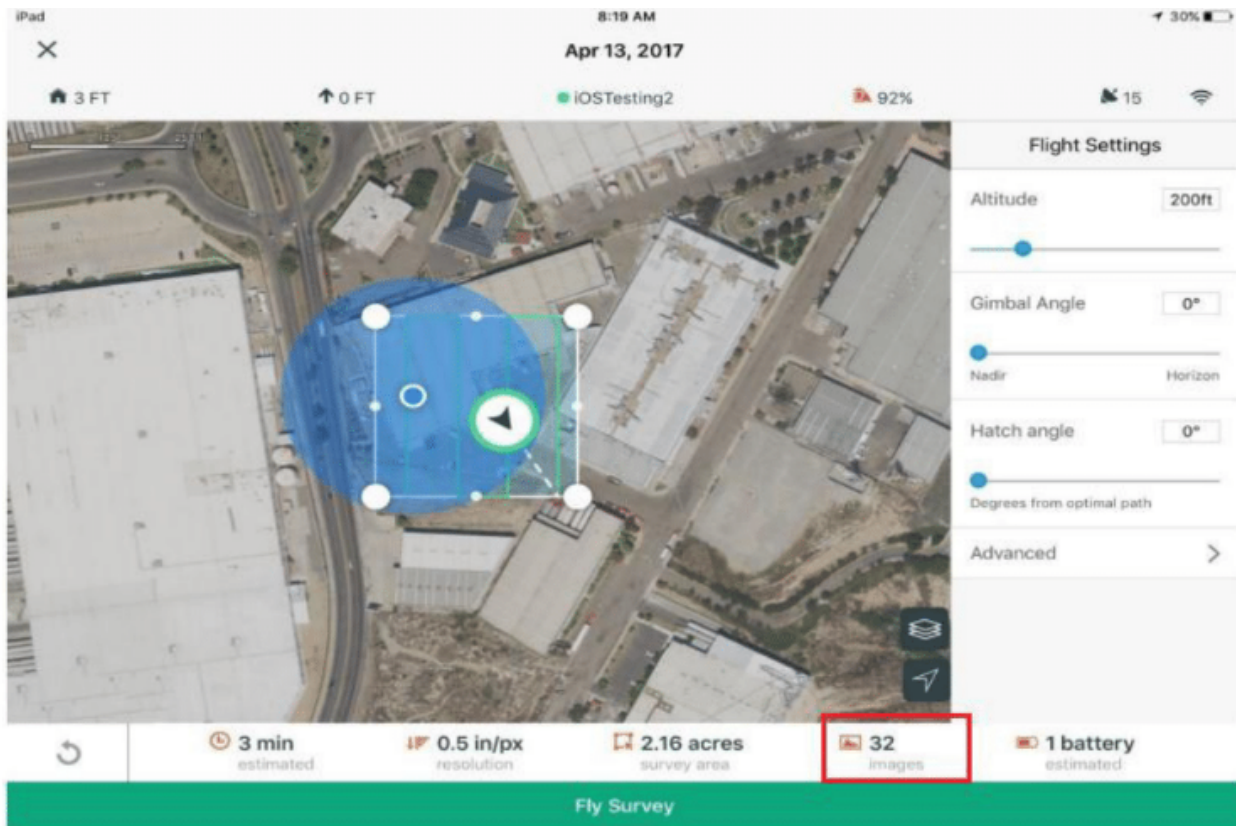 iPad 8:19 AM 30%
Apr 13, 2017
3 FT 0 FT iOSTesting2 92% 15
Flight Settings
Altitude 200ft
Gimbal Angle 0°
Nadir Horizon
Hatch angle 0°
Degrees from optimal path
Advanced
3 min 0.5 in/px 2.16 acres 32 1 battery
estimated resolution survey area images estimated
Fly Survey